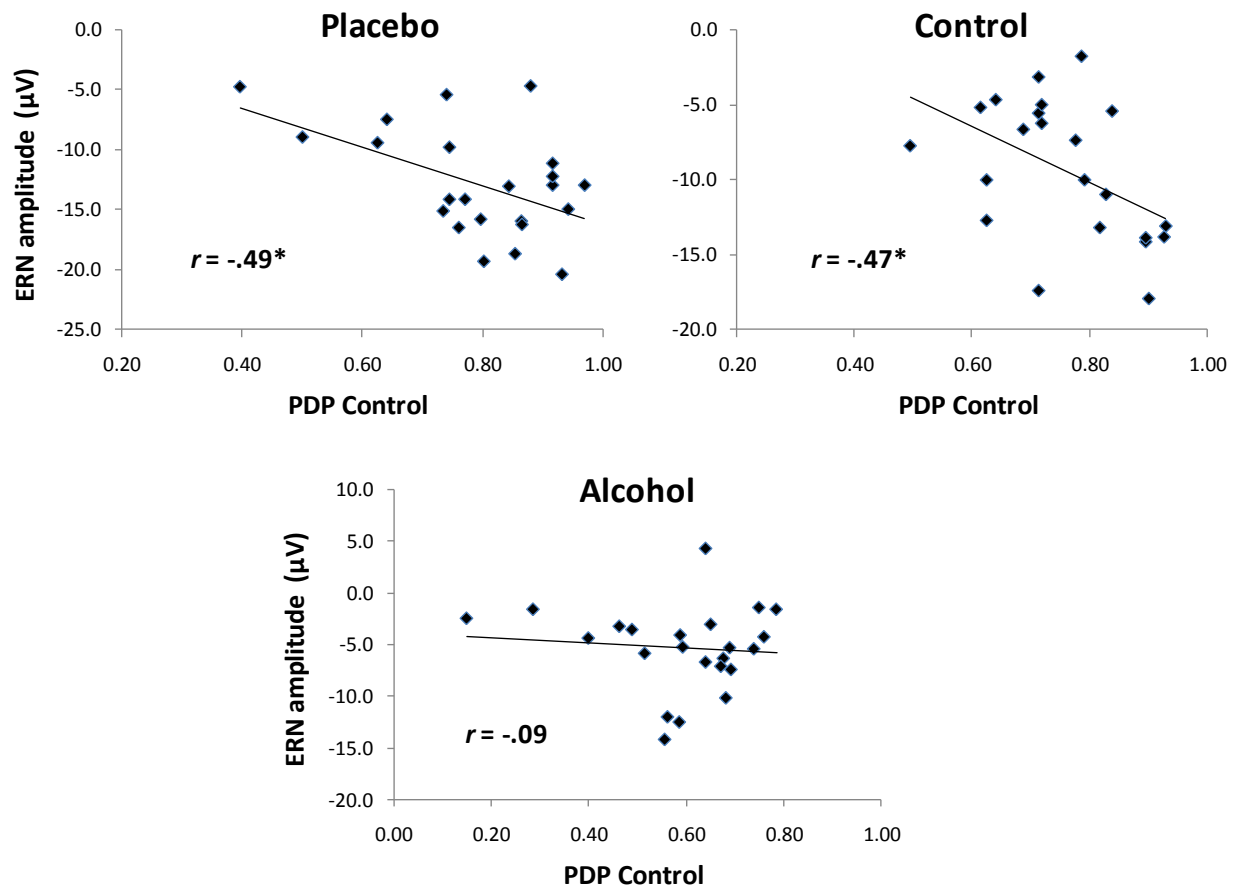 Placebo
0.0
-5.0
-10.0
-15.0
-20.0
-25.0
ERN amplitude (µV)
r = -.49*
0.20 0.40 0.60 0.80 1.00
PDP Control
Control
0.0
-5.0
-10.0
-15.0
-20.0
r = -.47*
0.20 0.40 0.60 0.80 1.00
PDP Control
Alcohol
10.0
5.0
0.0
-5.0
-10.0
-15.0
-20.0
ERN amplitude (µV)
r = -.09
0.00 0.20 0.40 0.60 0.80 1.00
PDP Control